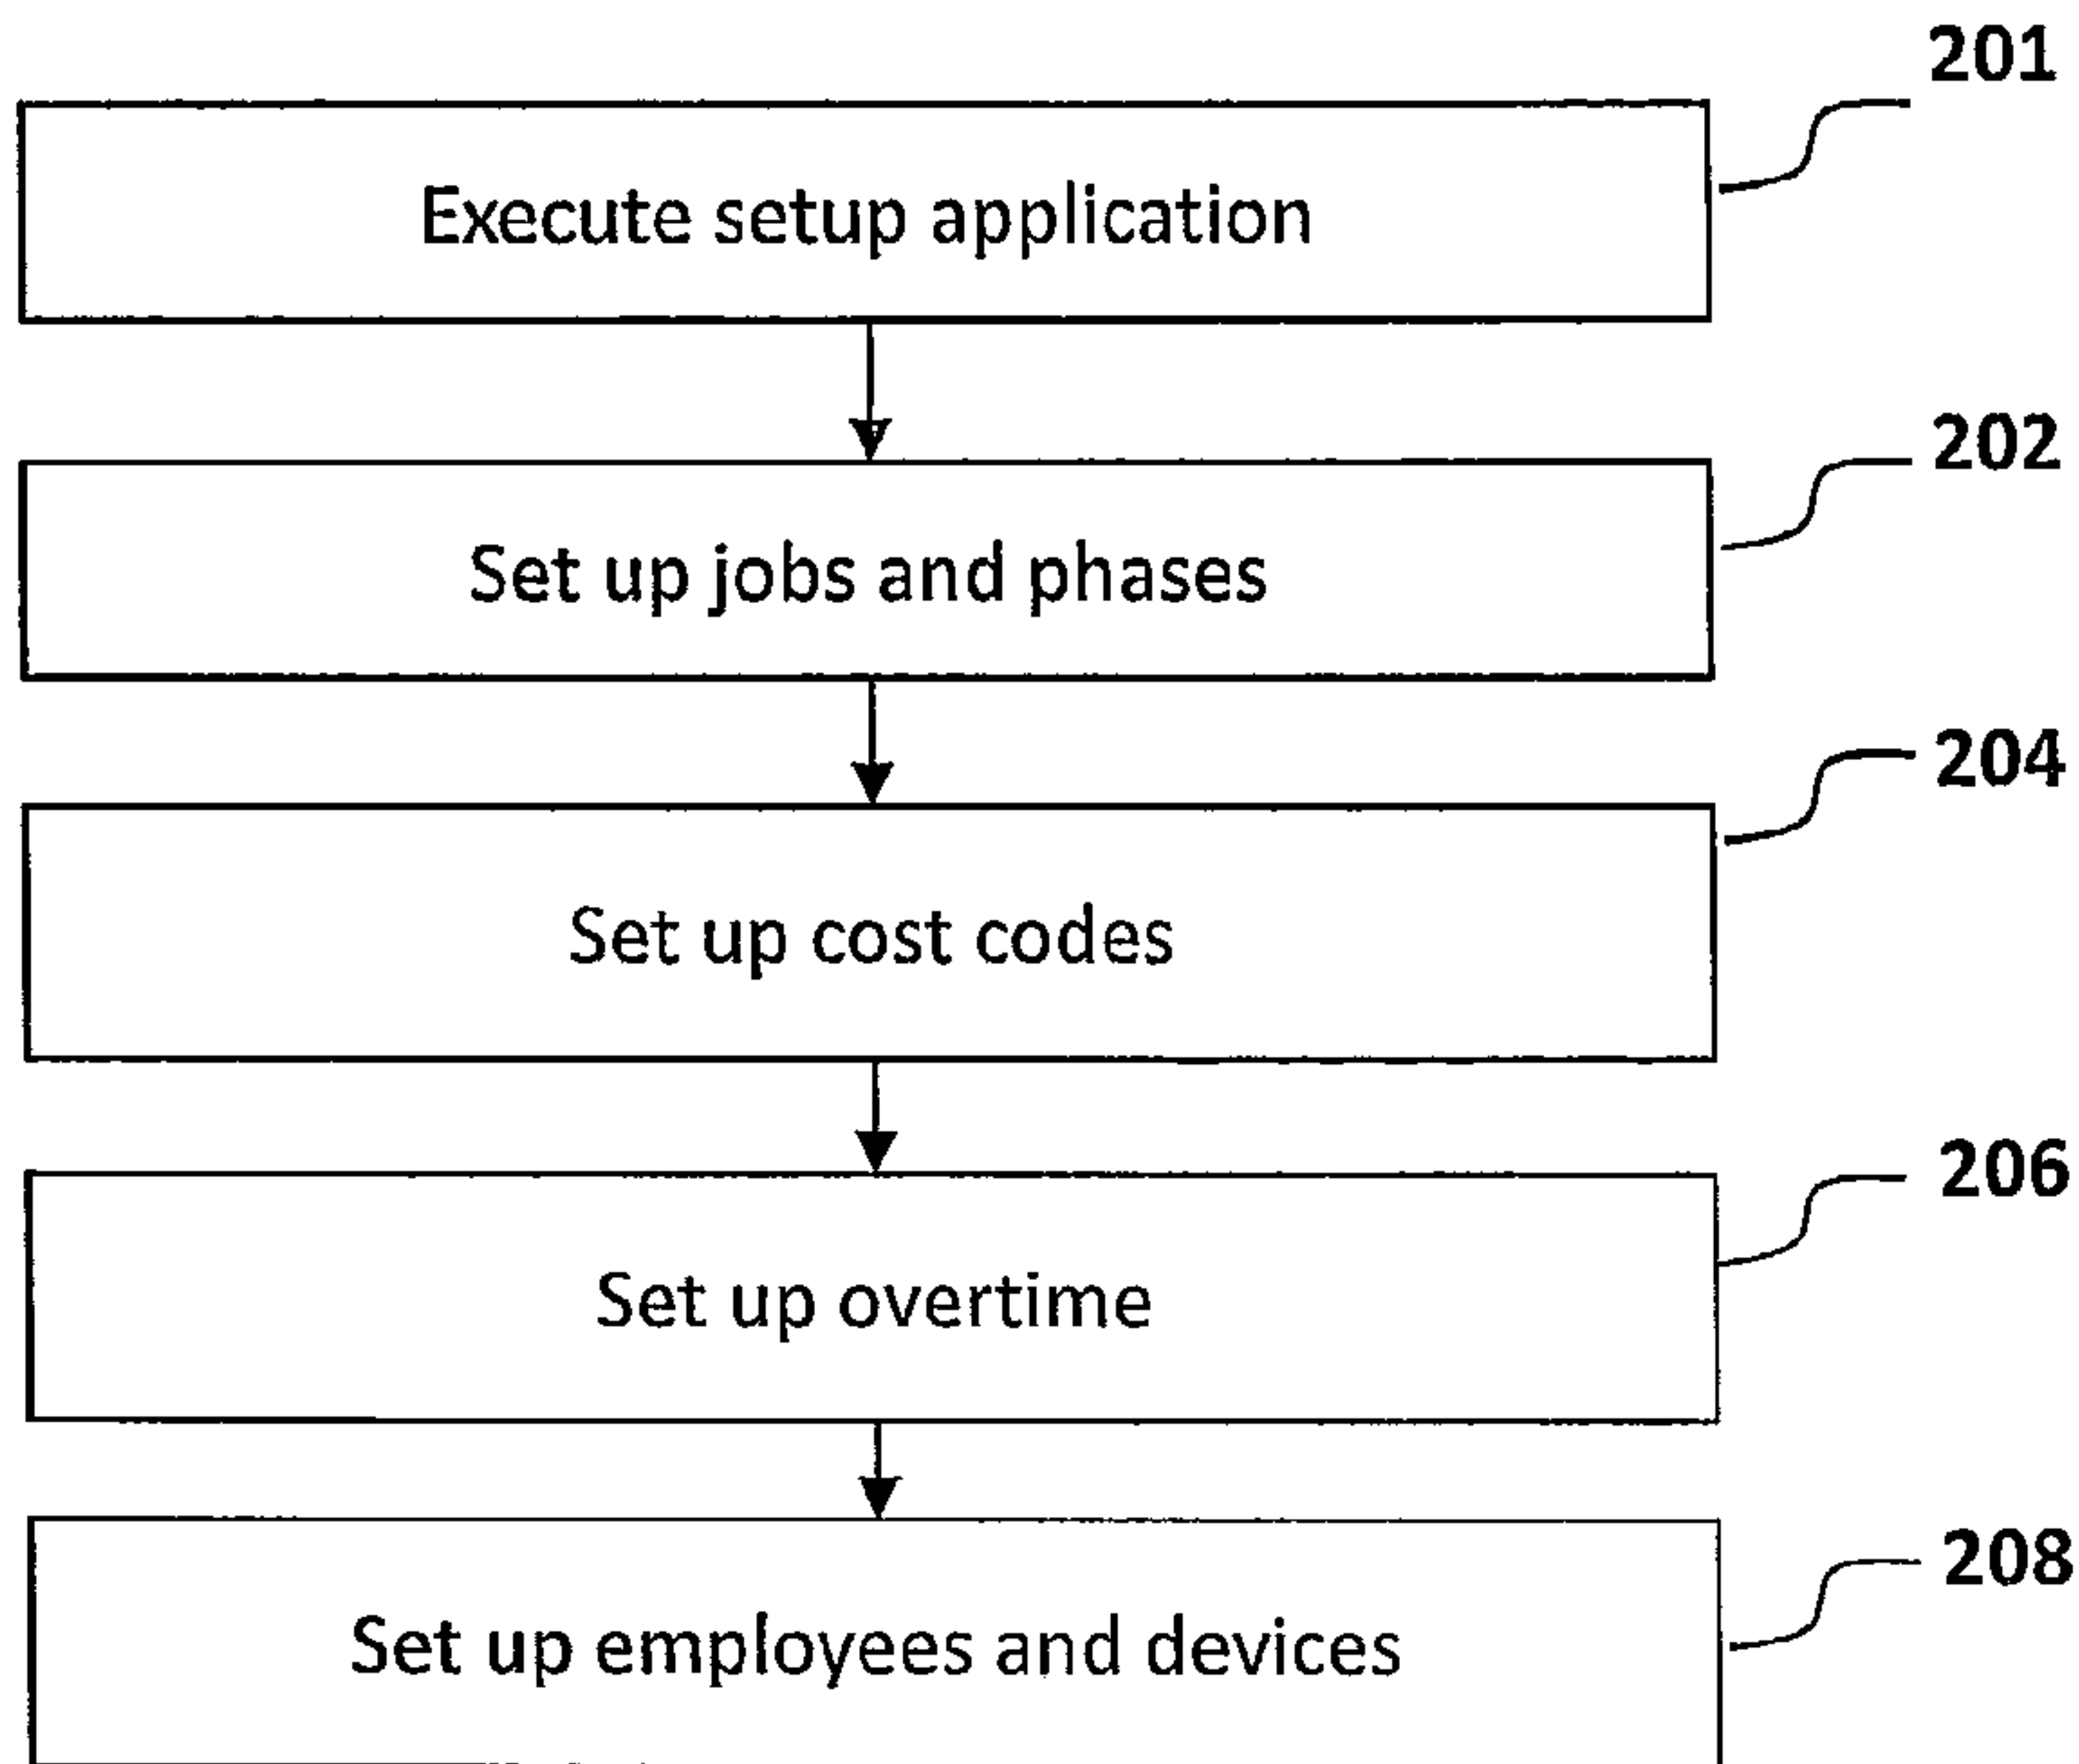 201
Execute setup application
202
Set up jobs and phases
204
Set up cost codes
206
Set up overtime
208
Set up employees and devices